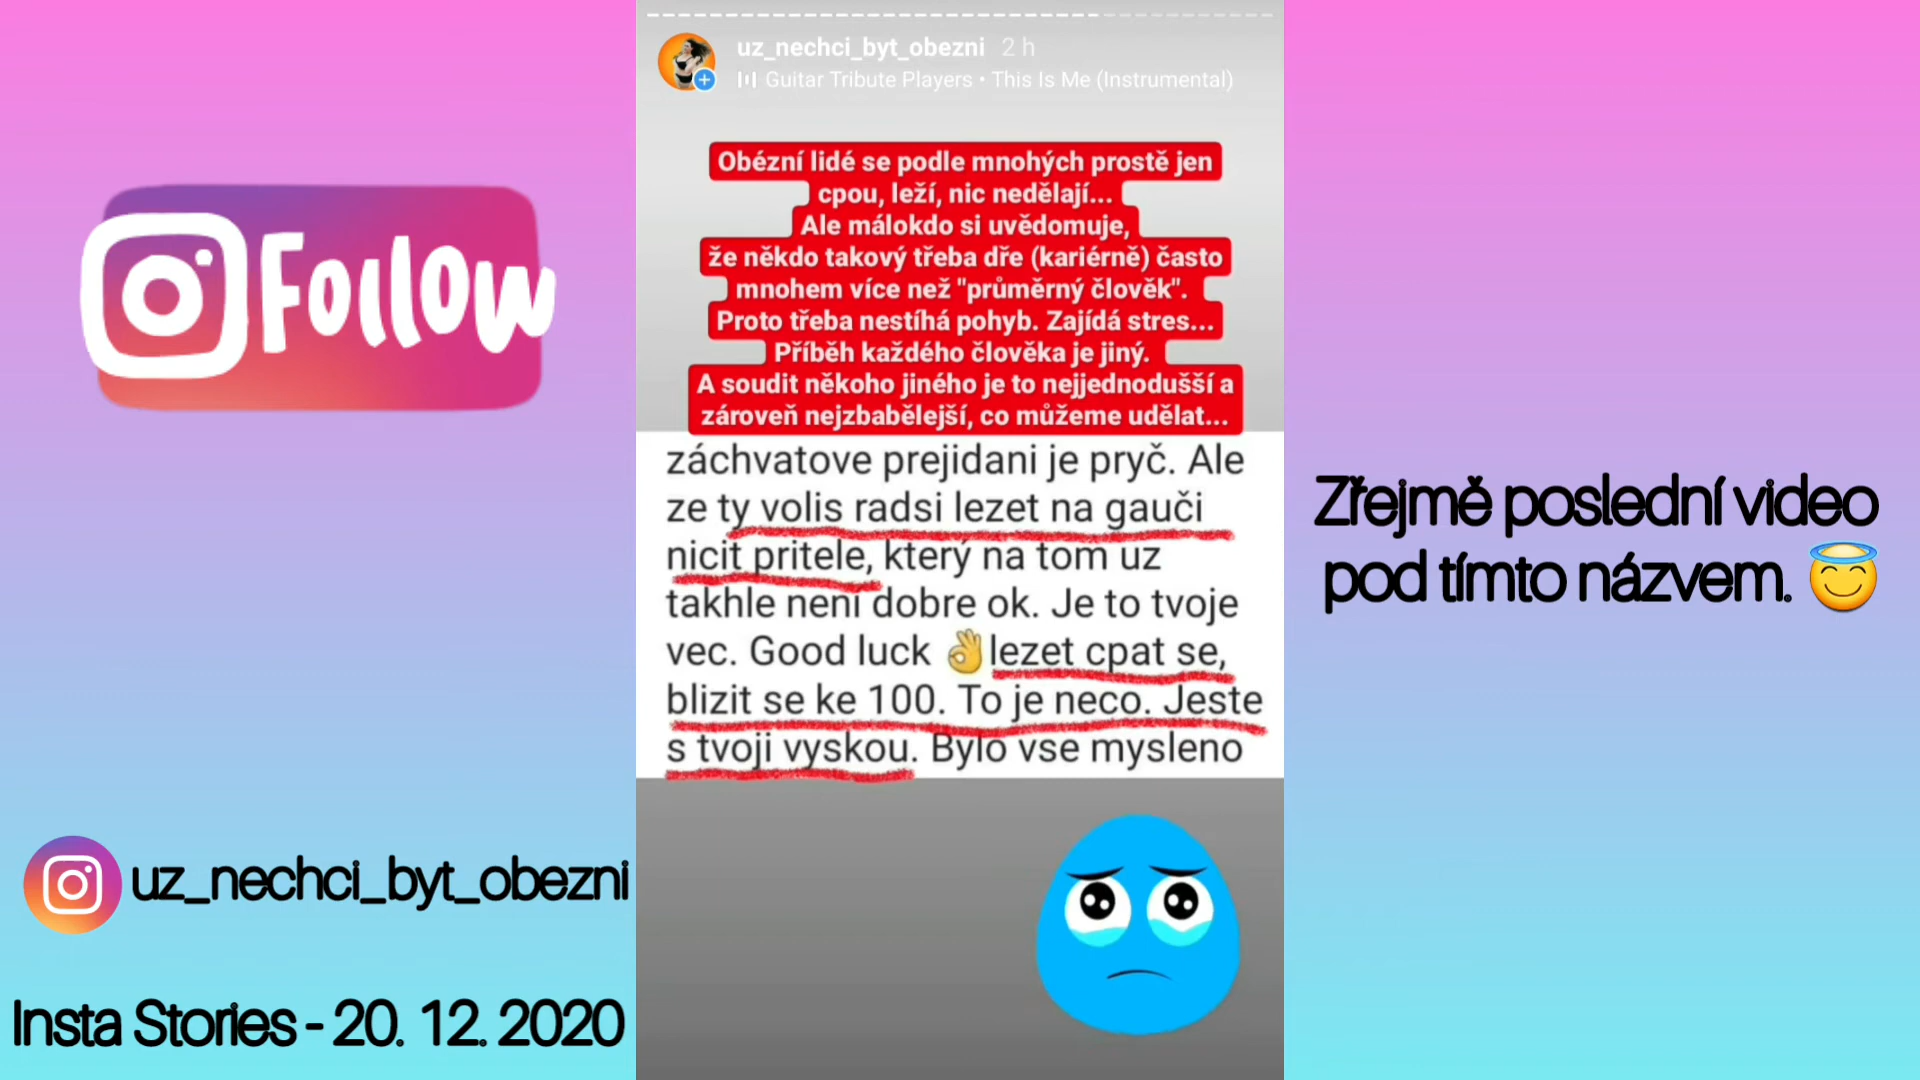 Follow
uz_nechci_byt_obezni
Insta Stories - 20. 12. 2020
uz_nechci_byt_obezni 2 h
Guitar Tribute Players • This Is Me (Instrumental)
Obézní lidé se podle mnohých prostě jen
cpou, leží, nic nedělají...
Ale málokdo si uvědomuje,
že někdo takový třeba dře (kariérně) často
mnohem více než "průměrný člověk".
Proto třeba nestíhá pohyb. Zajídá stres...
Příběh každého člověka je jiný.
A soudit někoho jiného je to nejjednodušší a
zároveň nejzbabělejší, co můžeme udělat...
záchvatove prejidani je pryč. Ale
ze ty volis radsi lezet na gauči
nicit pritele, který na tom uz
takhle není dobre ok. Je to tvoje
vec. Good luck 👌lezet cpat se,
blizit se ke 100. To je neco. Jeste
s tvoji vyskou. Bylo vse mysleno
Zřejmě poslední video
pod tímto názvem. 😇